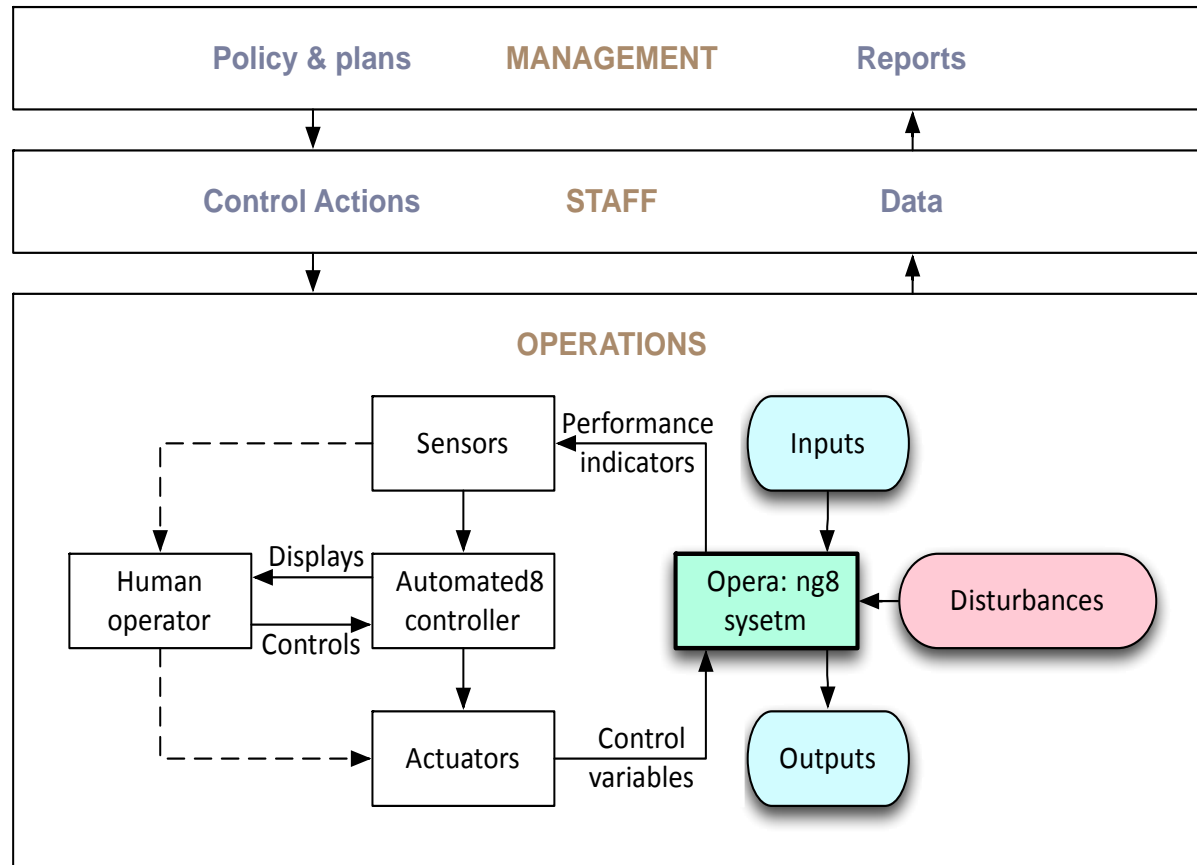 Policy & plans MANAGEMENT Reports
Control Actions STAFF Data
OPERATIONS
Sensors
Performance
indicators
Inputs
Human
operator
Displays
Controls
Automated8
controller
Opera: ng8
sysetm
Disturbances
Actuators
Control
variables
Outputs